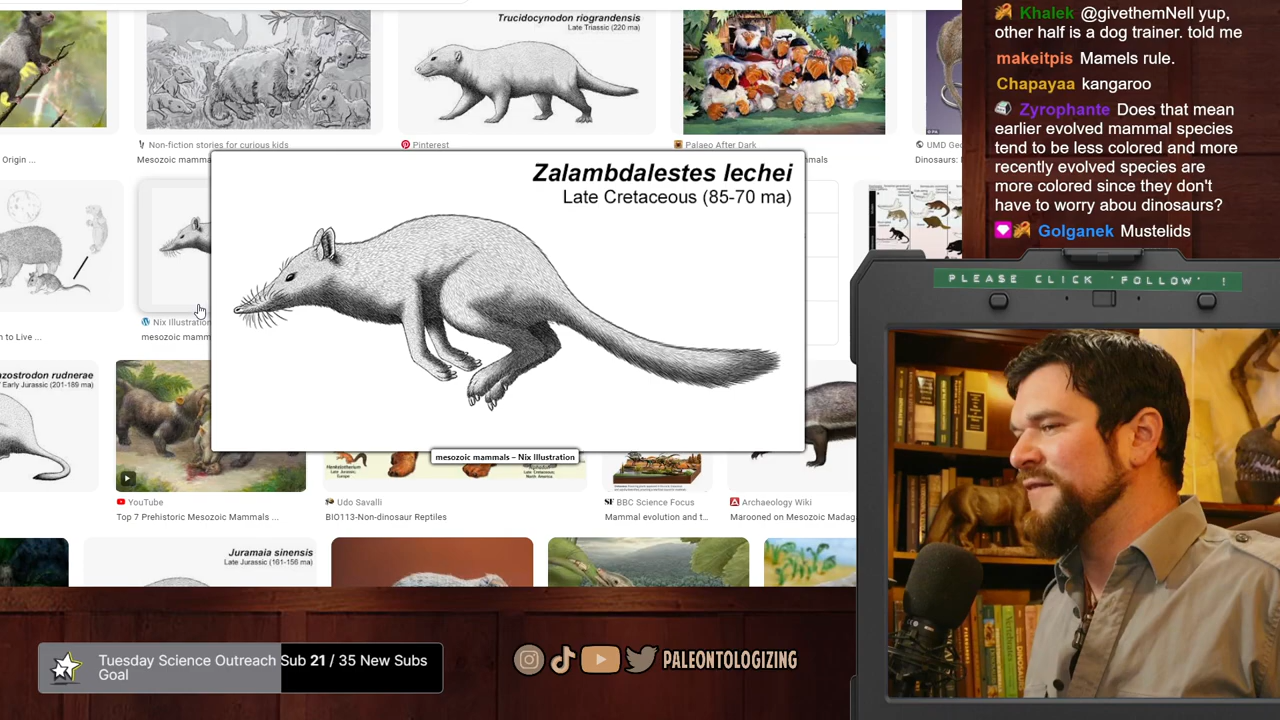 Trucidocynodon riograndensis
Late Triassic (220 ma)
Origin ...
Non-fiction stories for curious kids
Mesozoic mamma
Pinterest
Palaeo After Dark
mmals
UMD Geo
Dinosaurs:
Zalambdalestes lechei
Late Cretaceous (85-70 ma)
n to Live ...
Nix Illustration
mesozoic mamm
azostrodon rudnerae
Early Jurassic (201-189 ma)
mesozoic mammals – Nix Illustration
YouTube
Top 7 Prehistoric Mesozoic Mammals ...
Udo Savalli
BIO113-Non-dinosaur Reptiles
SF BBC Science Focus
Mammal evolution and t...
Archaeology Wiki
Marooned on Mesozoic Madag
Juramaia sinensis
Late Jurassic (161-156 ma)
Khalek @givethemNell yup,
other half is a dog trainer. told me
makeitpis Mamels rule.
Chapayaa kangaroo
Zyrophante Does that mean
earlier evolved mammal species
tend to be less colored and more
recently evolved species are
more colored since they don't
have to worry abou dinosaurs?
Golganek Mustelids
PLEASE CLICK 'FOLLOW' !
Tuesday Science Outreach Sub 21 / 35 New Subs
Goal
PALEONTOLOGIZING